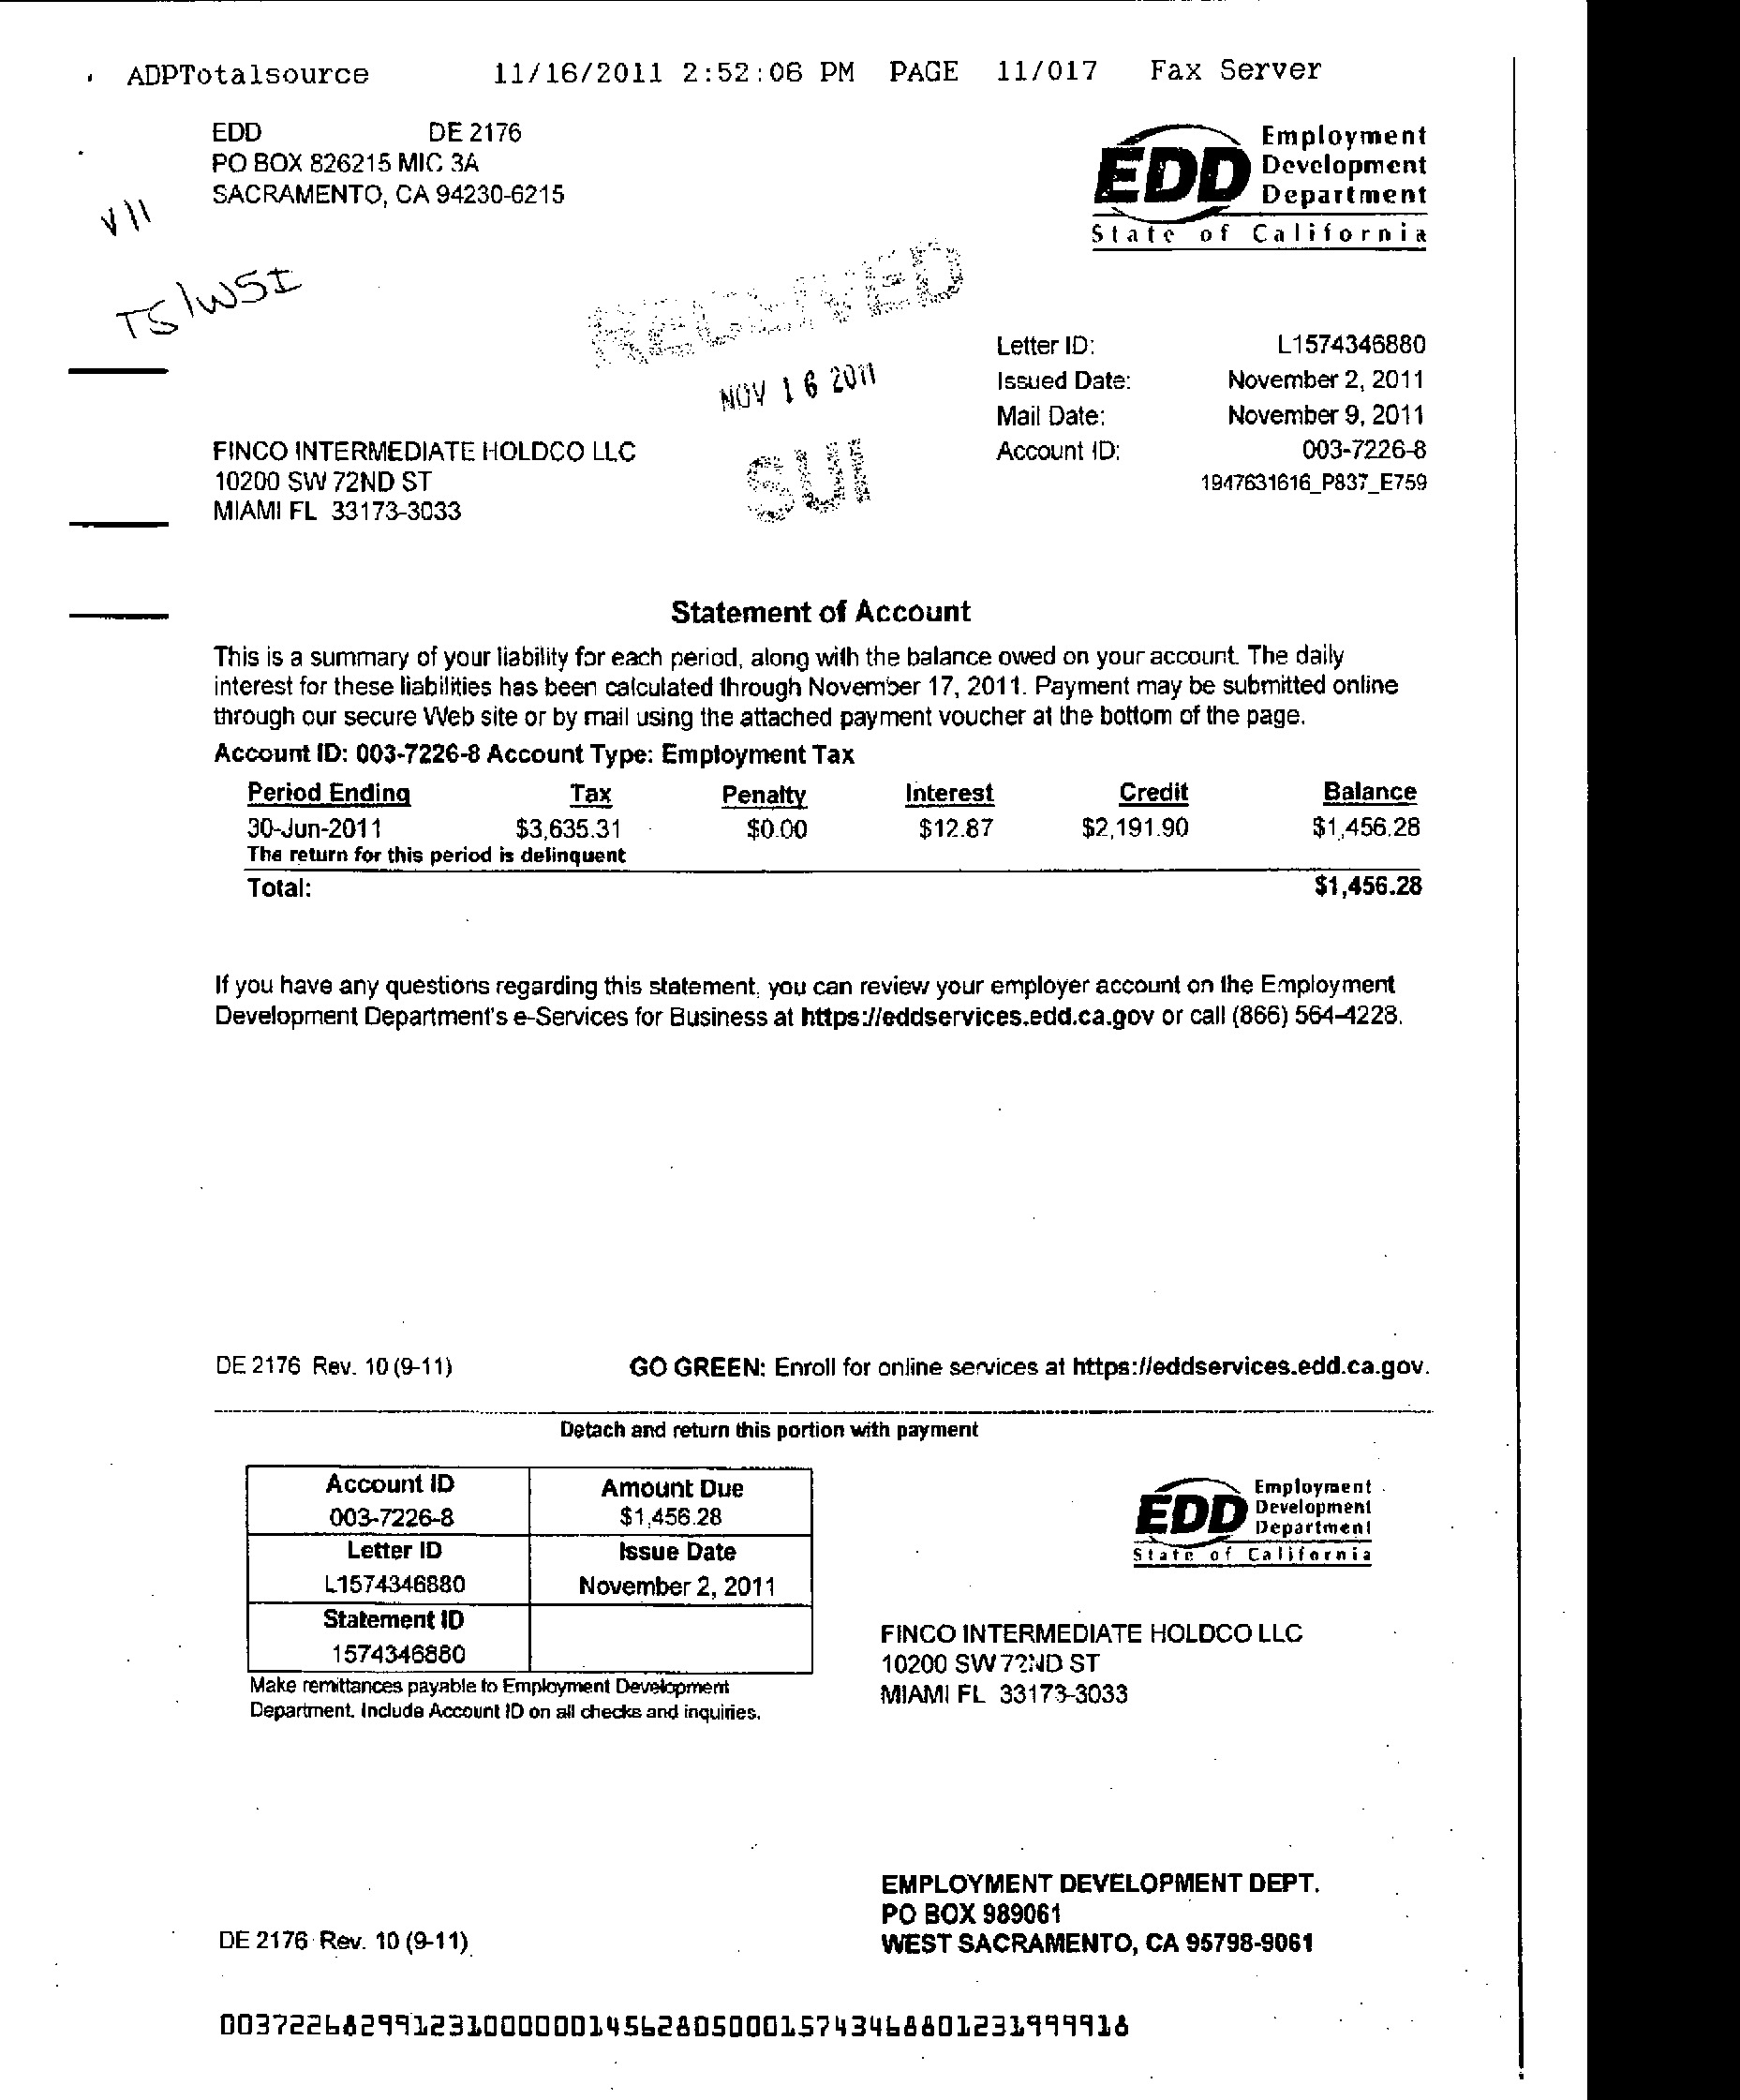 ADPTotalsource 11/16/2011 2:52:06 PM PAGE 11/017 Fax Server
EDD DE 2176
PO BOX 826215 MIC 3A
SACRAMENTO, CA 94230-6215
EDD Employment
Development
Department
State of California
VII
TS\WSI
RECEIVED
NOV 16 2011
SUI
Letter ID: L1574346880
Issued Date: November 2, 2011
Mail Date: November 9, 2011
Account ID: 003-7226-8
1947631616_P837_E759
FINCO INTERMEDIATE HOLDCO LLC
10200 SW 72ND ST
MIAMI FL 33173-3033
Statement of Account
This is a summary of your liability for each period, along with the balance owed on your account. The daily
interest for these liabilities has been calculated through November 17, 2011. Payment may be submitted online
through our secure Web site or by mail using the attached payment voucher at the bottom of the page.
Account ID: 003-7226-8 Account Type: Employment Tax
Period Ending Tax Penalty Interest Credit Balance
30-Jun-2011 $3,635.31 $0.00 $12.87 $2,191.90 $1,456.28
The return for this period is delinquent
Total: $1,456.28
If you have any questions regarding this statement, you can review your employer account on the Employment
Development Department's e-Services for Business at https://eddservices.edd.ca.gov or call (866) 564-4228.
DE 2176 Rev. 10 (9-11) GO GREEN: Enroll for online services at https://eddservices.edd.ca.gov.
Detach and return this portion with payment
Account ID Amount Due
003-7226-8 $1,456.28
Letter ID Issue Date
L1574346880 November 2, 2011
Statement ID
1574346880
Make remittances payable to Employment Development
Department. Include Account ID on all checks and inquiries.
EDD Employment
Development
Department
State of California
FINCO INTERMEDIATE HOLDCO LLC
10200 SW 72ND ST
MIAMI FL 33173-3033
EMPLOYMENT DEVELOPMENT DEPT.
PO BOX 989061
WEST SACRAMENTO, CA 95798-9061
DE 2176 Rev. 10 (9-11)
00372268299123100000001456280500015743468801231999918